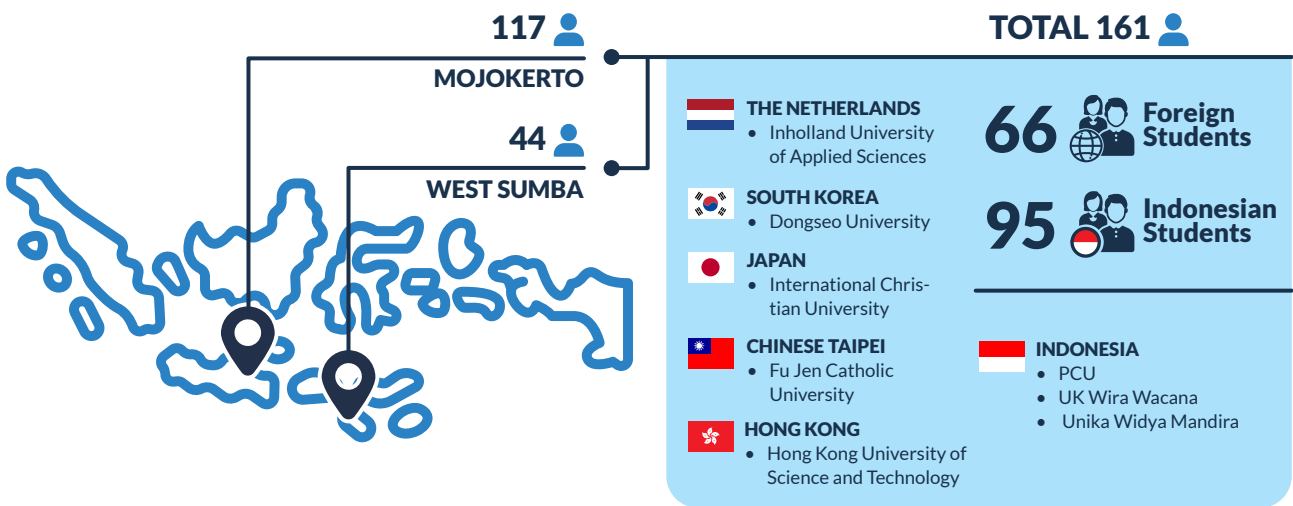 117
MOJOKERTO
44
WEST SUMBA
TOTAL 161
THE NETHERLANDS
• Inholland University
of Applied Sciences
SOUTH KOREA
• Dongseo University
JAPAN
• International Chris-
tian University
CHINESE TAIPEI
• Fu Jen Catholic
University
HONG KONG
• Hong Kong University of
Science and Technology
66
Foreign
Students
95
Indonesian
Students
INDONESIA
• PCU
• UK Wira Wacana
• Unika Widya Mandira